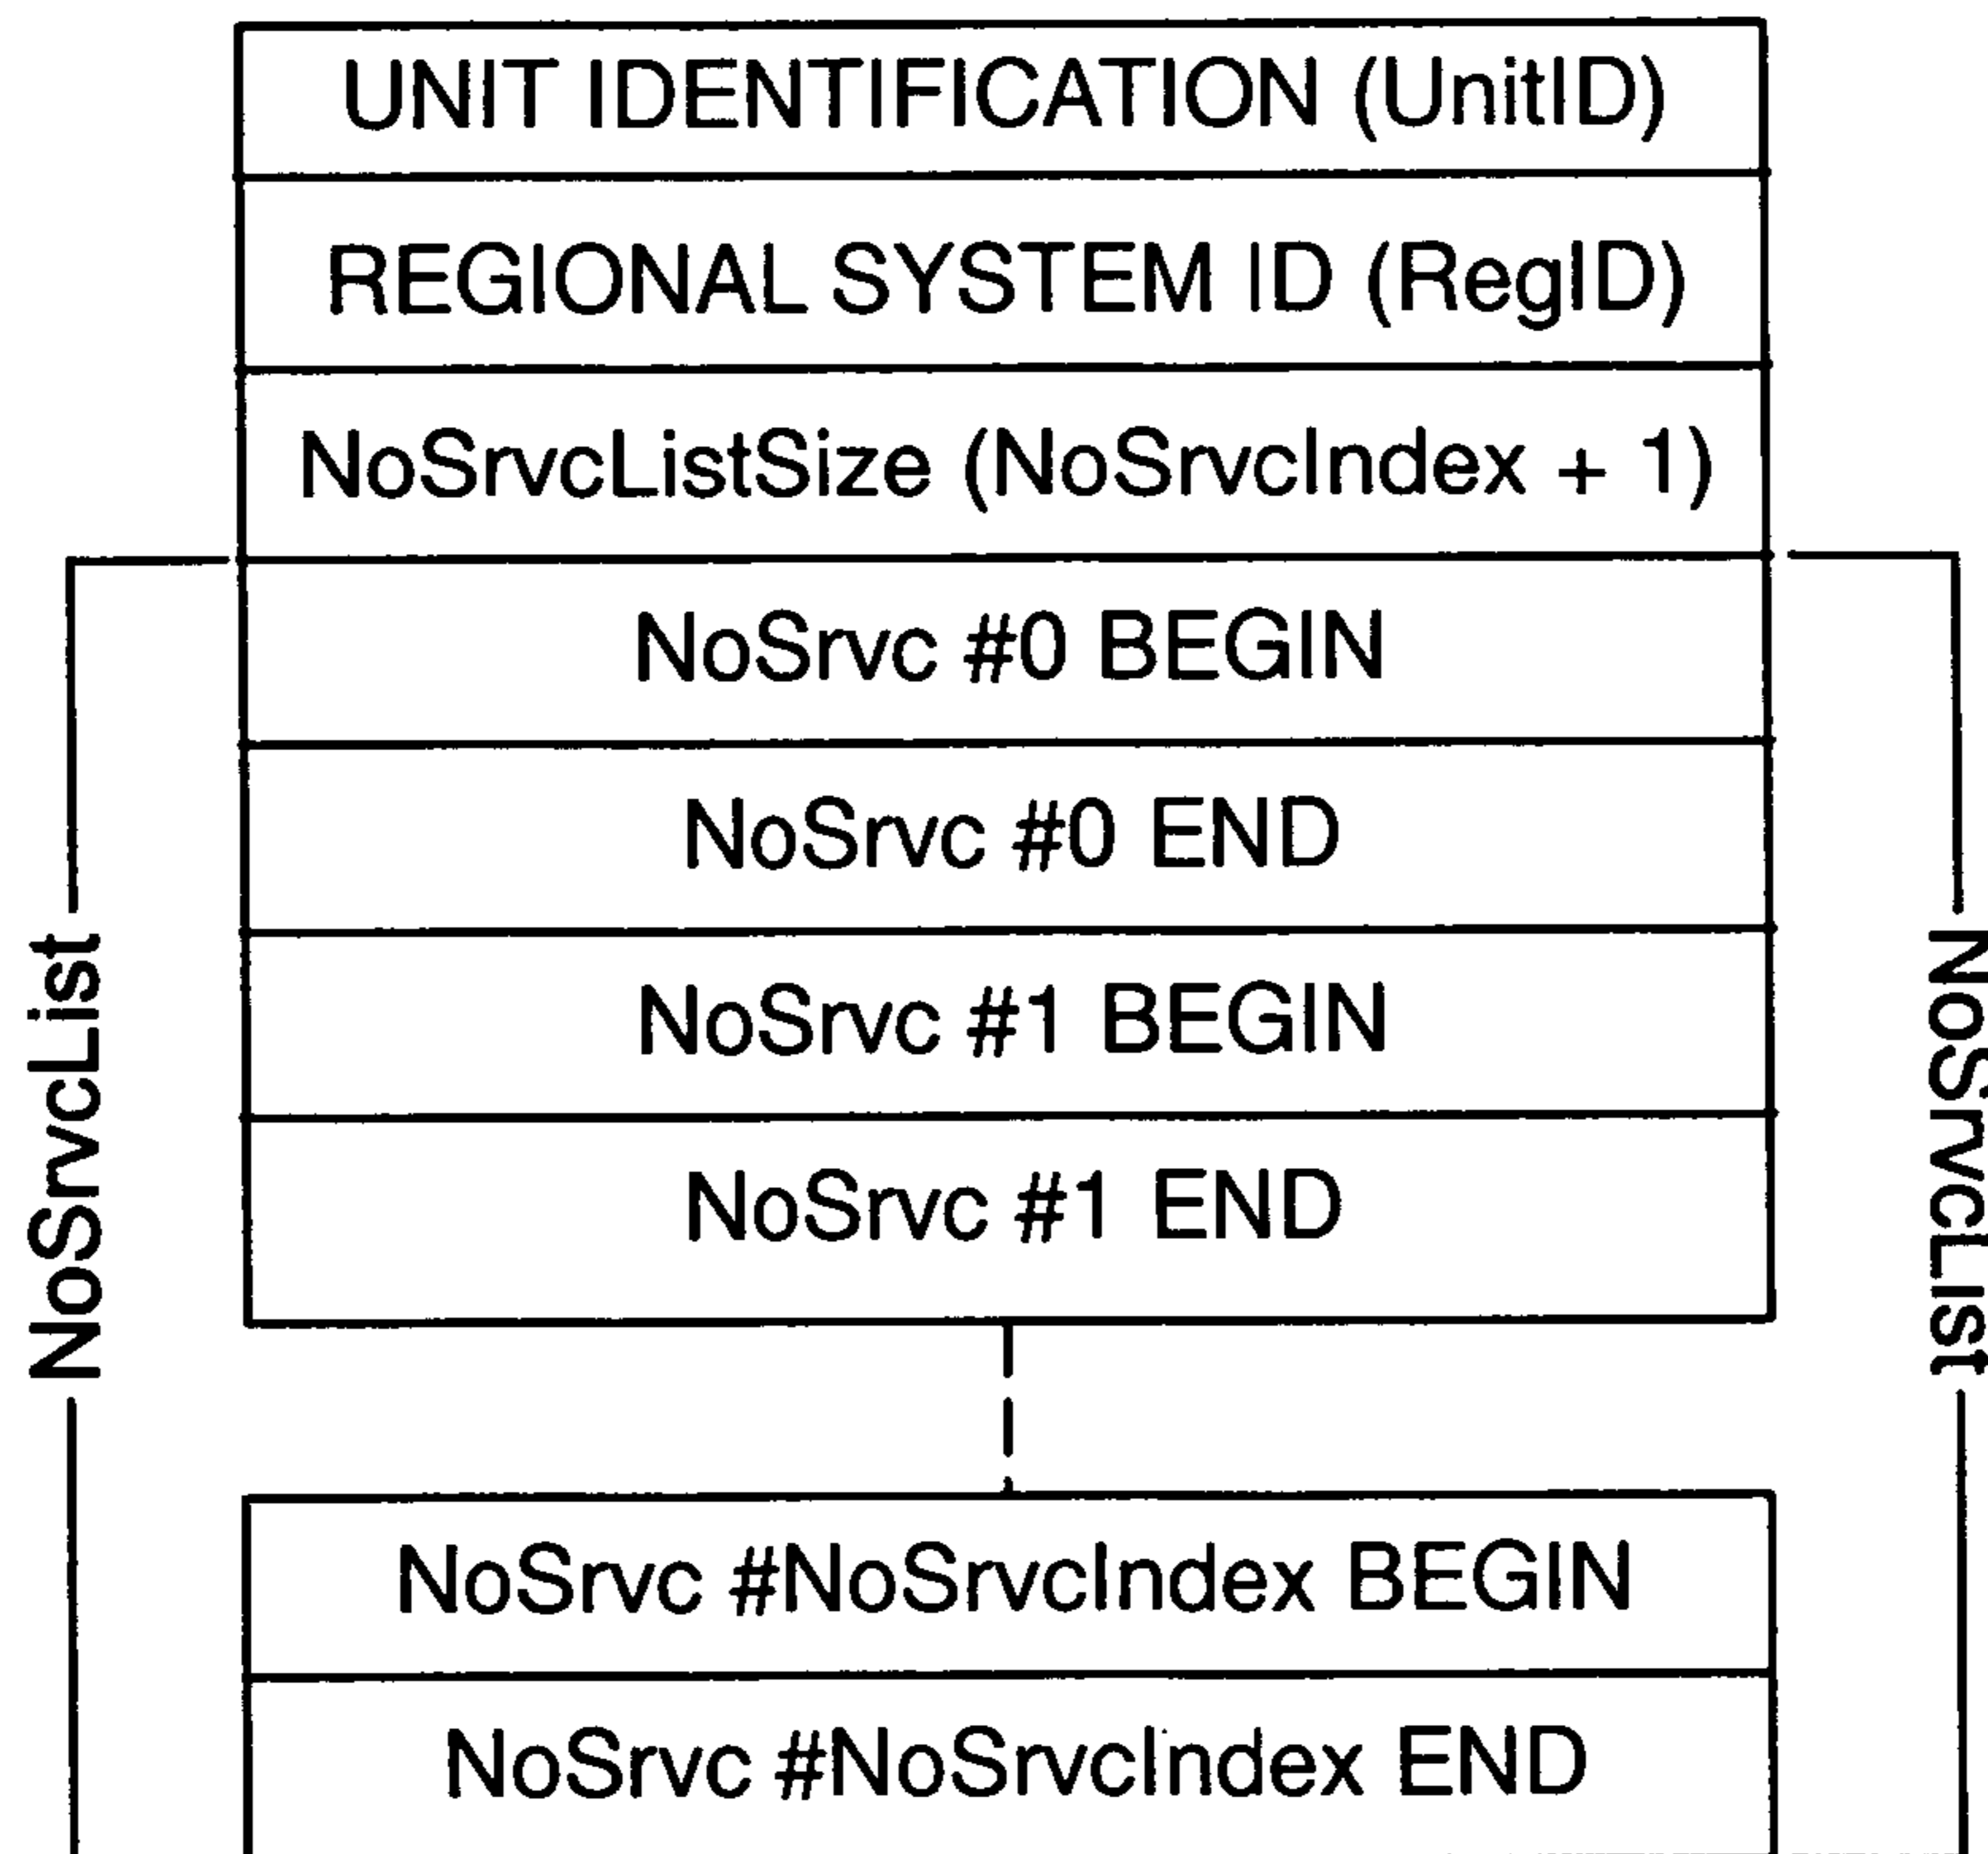 UNIT IDENTIFICATION (UnitID)
REGIONAL SYSTEM ID (RegID)
NoSrvcListSize (NoSrvcIndex + 1)
NoSrvc #0 BEGIN
NoSrvc #0 END
NoSrvc #1 BEGIN
NoSrvc #1 END
NoSrvcList
NoSrvcList
NoSrvc #NoSrvcIndex BEGIN
NoSrvc #NoSrvcIndex END